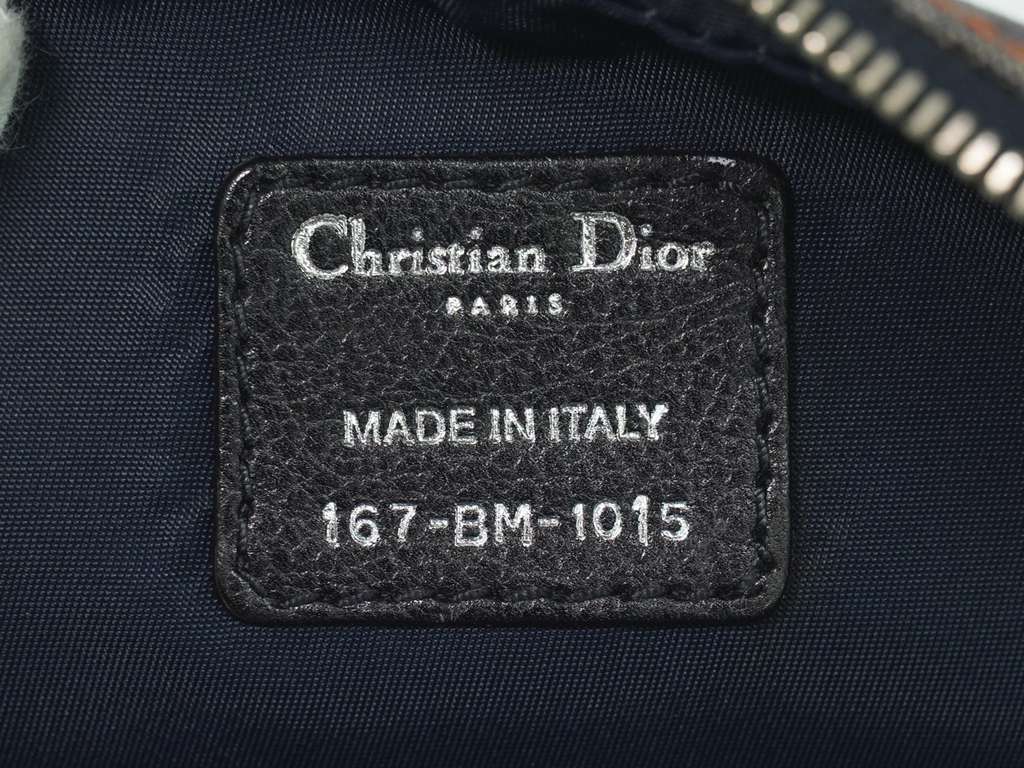 Christian Dior
PARIS
MADE IN ITALY
167-BM-1015